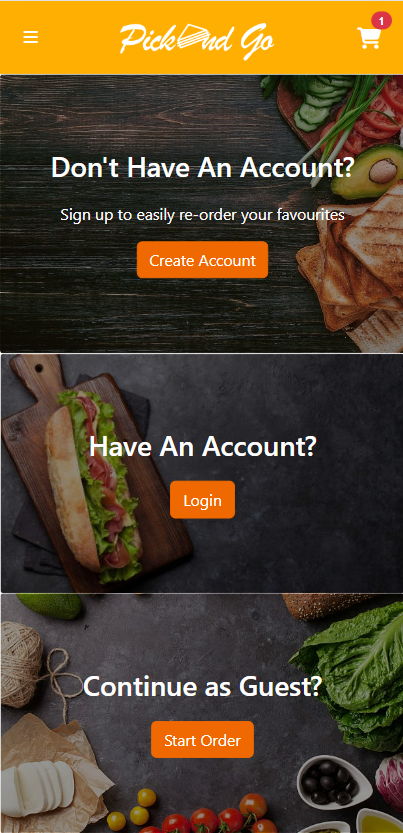 Pick And Go
1
Don't Have An Account?
Sign up to easily re-order your favourites
Create Account
Have An Account?
Login
Continue as Guest?
Start Order